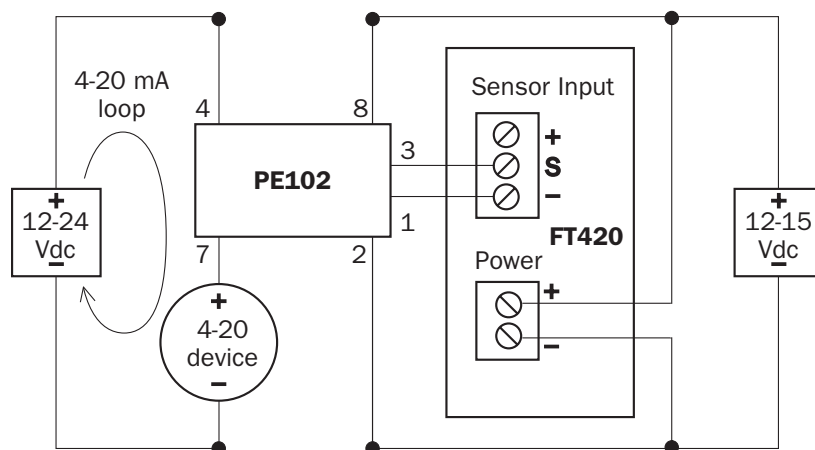 4-20 mA
loop
4
8
Sensor Input
+
3
S
PE102
–
1
FT420
+
12-24
Vdc
–
+
12-15
Vdc
–
7
2
Power
+
–
+
4-20
device
–